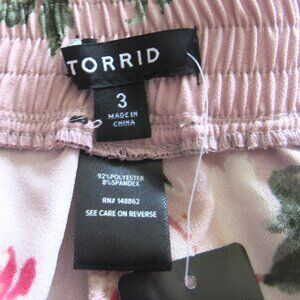 TORRID
3
MADE IN
CHINA
92%POLYESTER
8%SPANDEX
RN# 148862
SEE CARE ON REVERSE